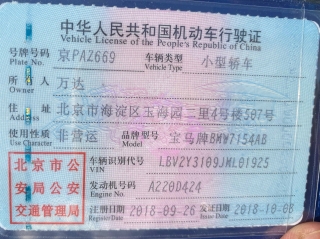 中华人民共和国机动车行驶证
Vehicle License of the People's Republic of China
号牌号码 京PAZ669 车辆类型 小型轿车
Plate No. Vehicle Type
所有人 万达
Owner
住址 北京市海淀区玉海园二里4号楼507号
Address
使用性质 非营运 品牌型号 宝马牌BMW7154AB
Use Character Model
北京市公安局公安交通管理局
车辆识别代号 LBV2Y3109JML01925
VIN
发动机号码 A220D424
Engine No.
注册日期 2018-09-26 发证日期 2018-10-08
Register Date Issue Date